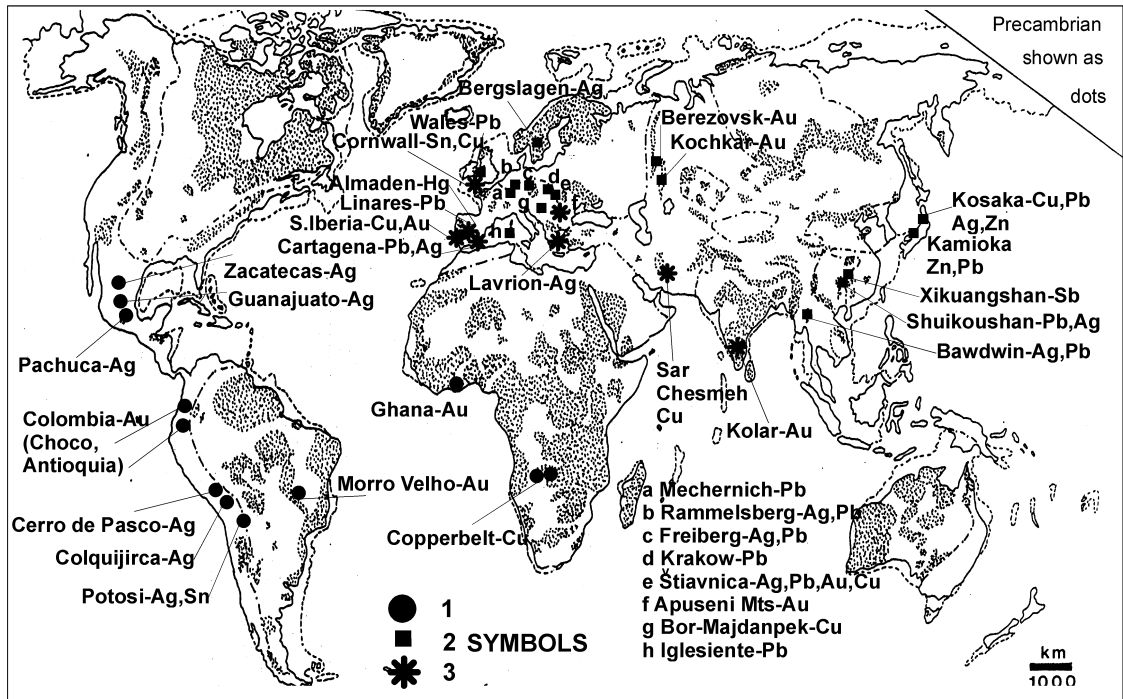 Precambrian
shown as
dots
Bergslagen-Ag
Wales-Pb
Cornwall-Sn,Cu
Berezovsk-Au
Kochkar-Au
b
c
d
e
a
f
g
h
Almaden-Hg
Linares-Pb
S.Iberia-Cu,Au
Cartagena-Pb,Ag
Zacatecas-Ag
Guanajuato-Ag
Lavrion-Ag
Kosaka-Cu,Pb
Ag,Zn
Kamioka
Zn,Pb
Xikuangshan-Sb
Shuikoushan-Pb,Ag
Bawdwin-Ag,Pb
Pachuca-Ag
Colombia-Au
(Choco,
Antioquia)
Ghana-Au
Sar
Chesmeh
Cu
Kolar-Au
Cerro de Pasco-Ag
Colquijirca-Ag
Potosi-Ag,Sn
Morro Velho-Au
Copperbelt-Cu
a Mechernich-Pb
b Rammelsberg-Ag,Pb
c Freiberg-Ag,Pb
d Krakow-Pb
e Stiavnica-Ag,Pb,Au,Cu
f Apuseni Mts-Au
g Bor-Majdanpek-Cu
h Iglesiente-Pb
1
2 SYMBOLS
3
km
1000